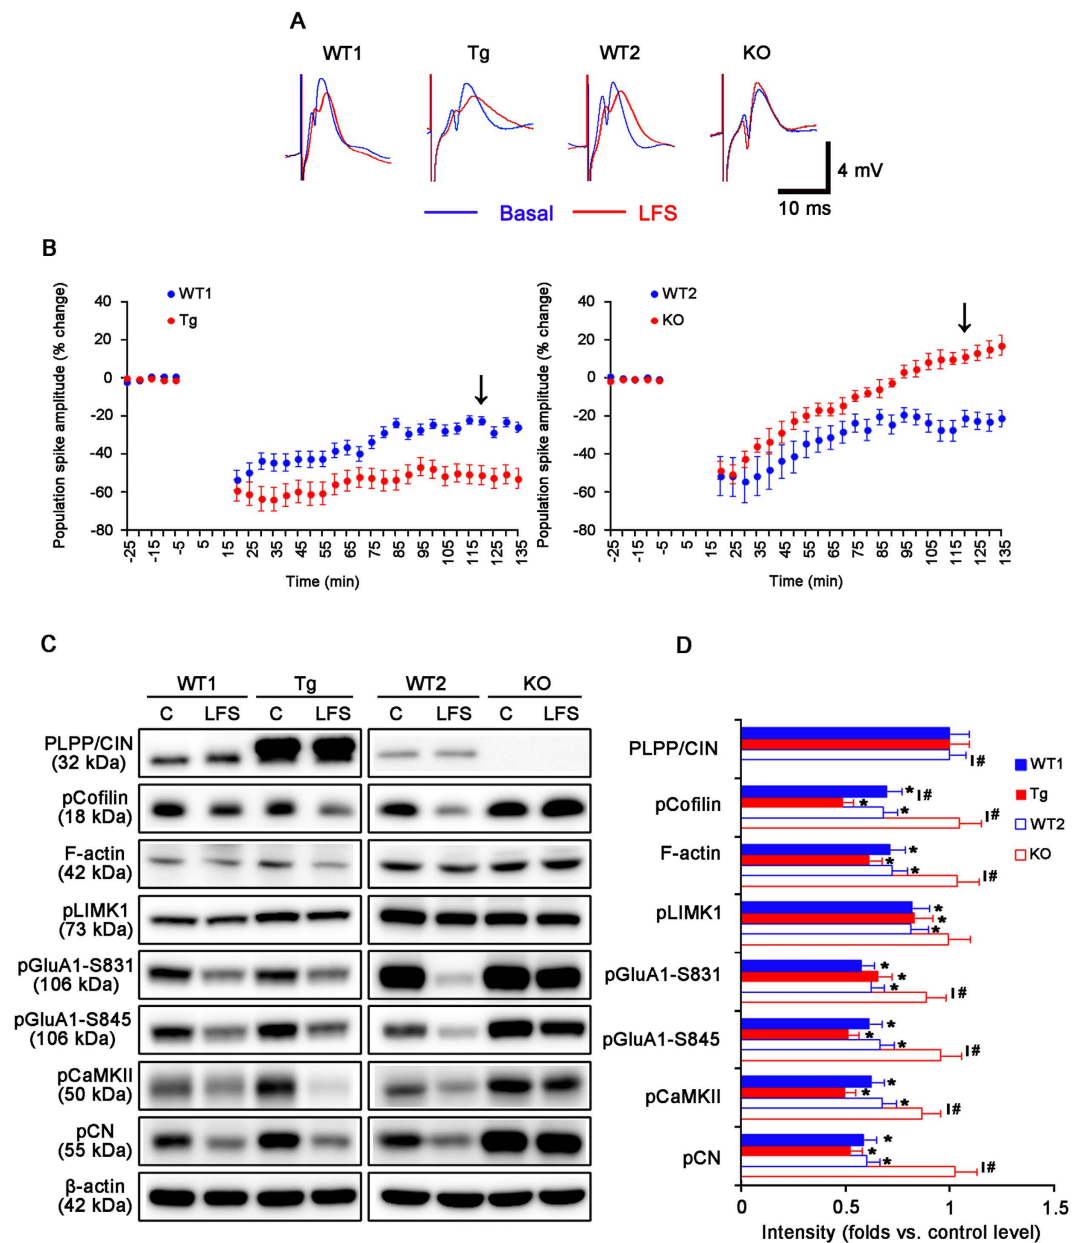 A
WT1 Tg WT2 KO
4 mV
10 ms
Basal LFS
B
WT1
Tg
Population spike amplitude (% change)
40
20
0
-20
-40
-60
-80
-25 -15 -5 5 15 25 35 45 55 65 75 85 95 105 115 125 135
Time (min)
WT2
KO
Population spike amplitude (% change)
40
20
0
-20
-40
-60
-80
-25 -15 -5 5 15 25 35 45 55 65 75 85 95 105 115 125 135
Time (min)
C
WT1 Tg WT2 KO
C LFS C LFS C LFS C LFS
PLPP/CIN
(32 kDa)
pCofilin
(18 kDa)
F-actin
(42 kDa)
pLIMK1
(73 kDa)
pGluA1-S831
(106 kDa)
pGluA1-S845
(106 kDa)
pCaMKII
(50 kDa)
pCN
(55 kDa)
β-actin
(42 kDa)
D
WT1
Tg
WT2
KO
PLPP/CIN
I#
pCofilin
* I#
*
*
I#
F-actin
*
*
*
I#
pLIMK1
*
*
*
pGluA1-S831
*
*
*
I#
pGluA1-S845
*
*
*
I#
pCaMKII
*
*
*
I#
pCN
*
*
*
I#
0 0.5 1 1.5
Intensity (folds vs. control level)